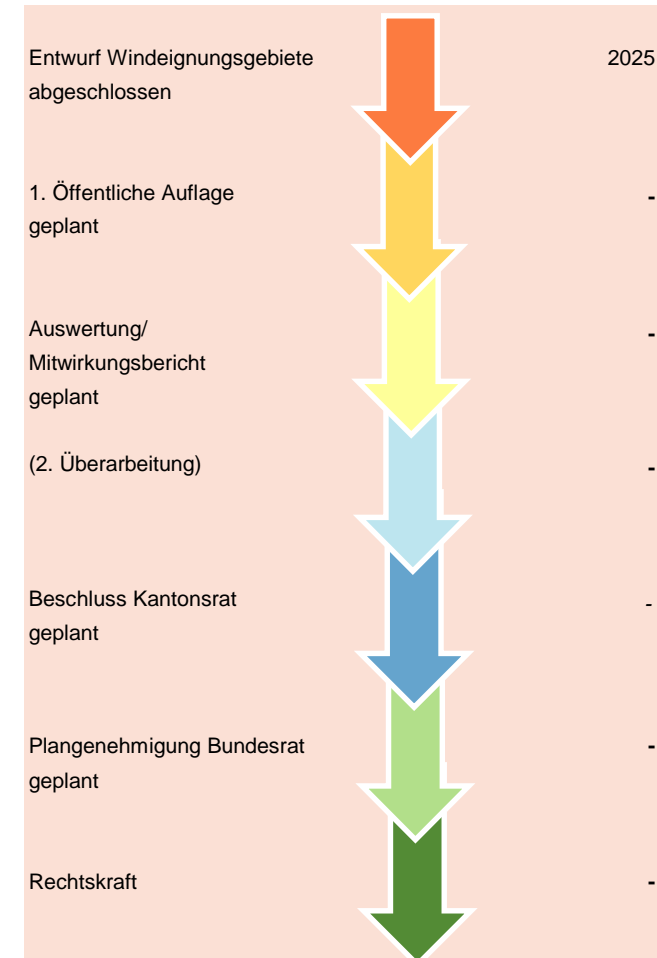 Entwurf Windeignungsgebiete 2025
abgeschlossen
1. Öffentliche Auflage -
geplant
Auswertung/ -
Mitwirkungsbericht
geplant
(2. Überarbeitung) -
Beschluss Kantonsrat -
geplant
Plangenehmigung Bundesrat -
geplant
Rechtskraft -